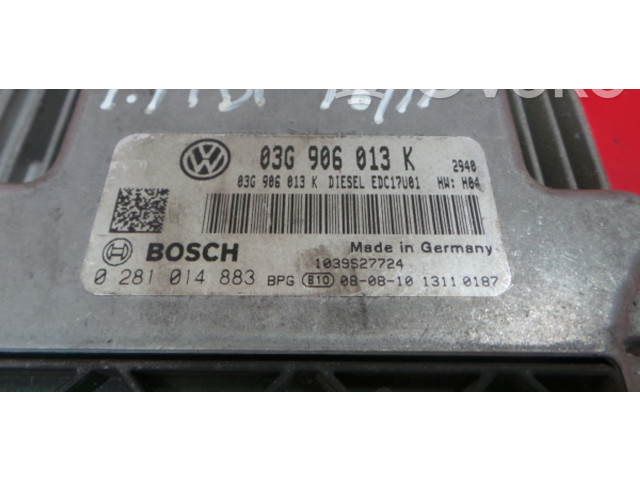 03G 906 013 K 2940
03G 906 013 K DIESEL EDC17U01 HW: H04
BOSCH Made in Germany
1039S27724
0 281 014 883 BPG 810 08-08-10 1311 0187